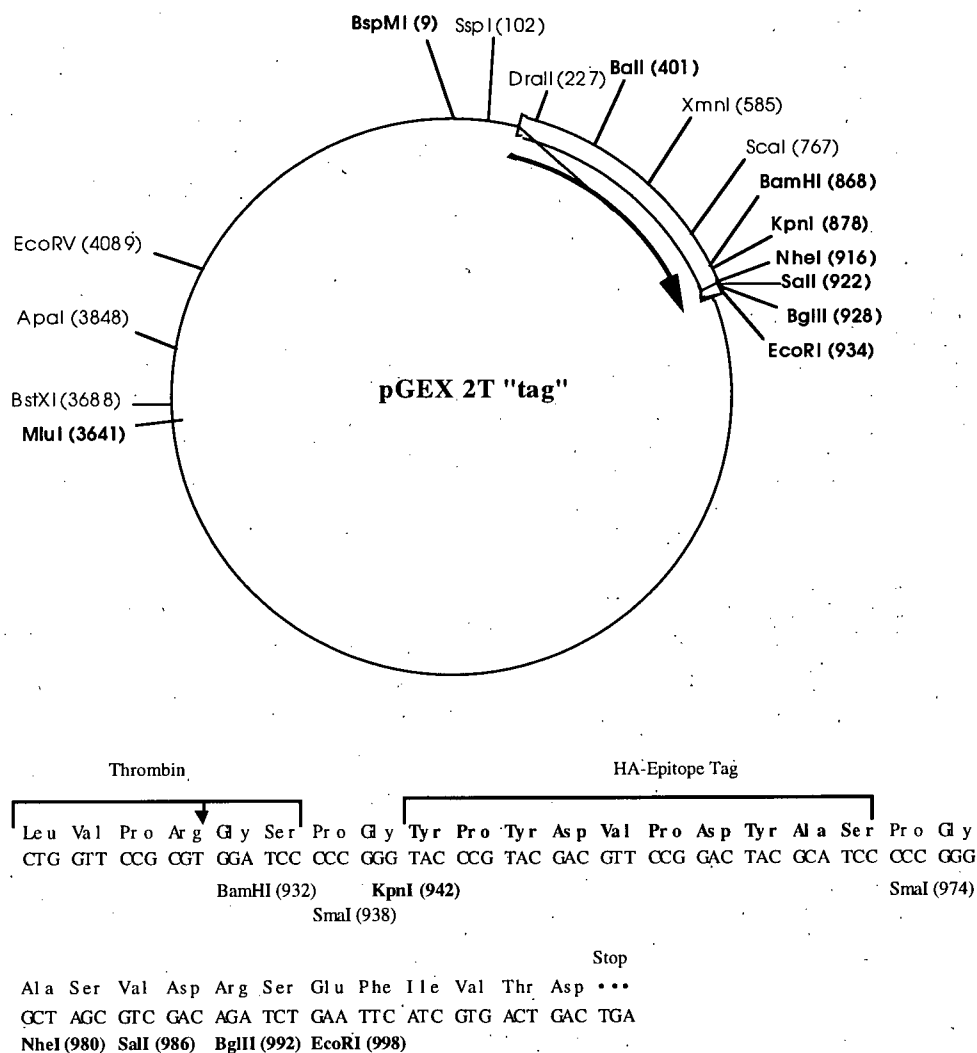 BspMI (9)
SspI (102)
DraII (227)
BalI (401)
XmnI (585)
ScaI (767)
BamHI (868)
KpnI (878)
NheI (916)
SalI (922)
BglII (928)
EcoRI (934)
EcoRV (4089)
ApaI (3848)
BstXI (3688)
MluI (3641)
pGEX 2T "tag"
Thrombin HA-Epitope Tag
Leu Val Pro Arg Gly Ser Pro Gly Tyr Pro Tyr Asp Val Pro Asp Tyr Ala Ser Pro Gly
CTG GTT CCG CGT GGA TCC CCC GGG TAC CCG TAC GAC GTT CCG GAC TAC GCA TCC CCC GGG
BamHI (932) KpnI (942) SmaI (974)
SmaI (938)
Stop
Ala Ser Val Asp Arg Ser Glu Phe Ile Val Thr Asp •••
GCT AGC GTC GAC AGA TCT GAA TTC ATC GTG ACT GAC TGA
NheI (980) SalI (986) BglII (992) EcoRI (998)